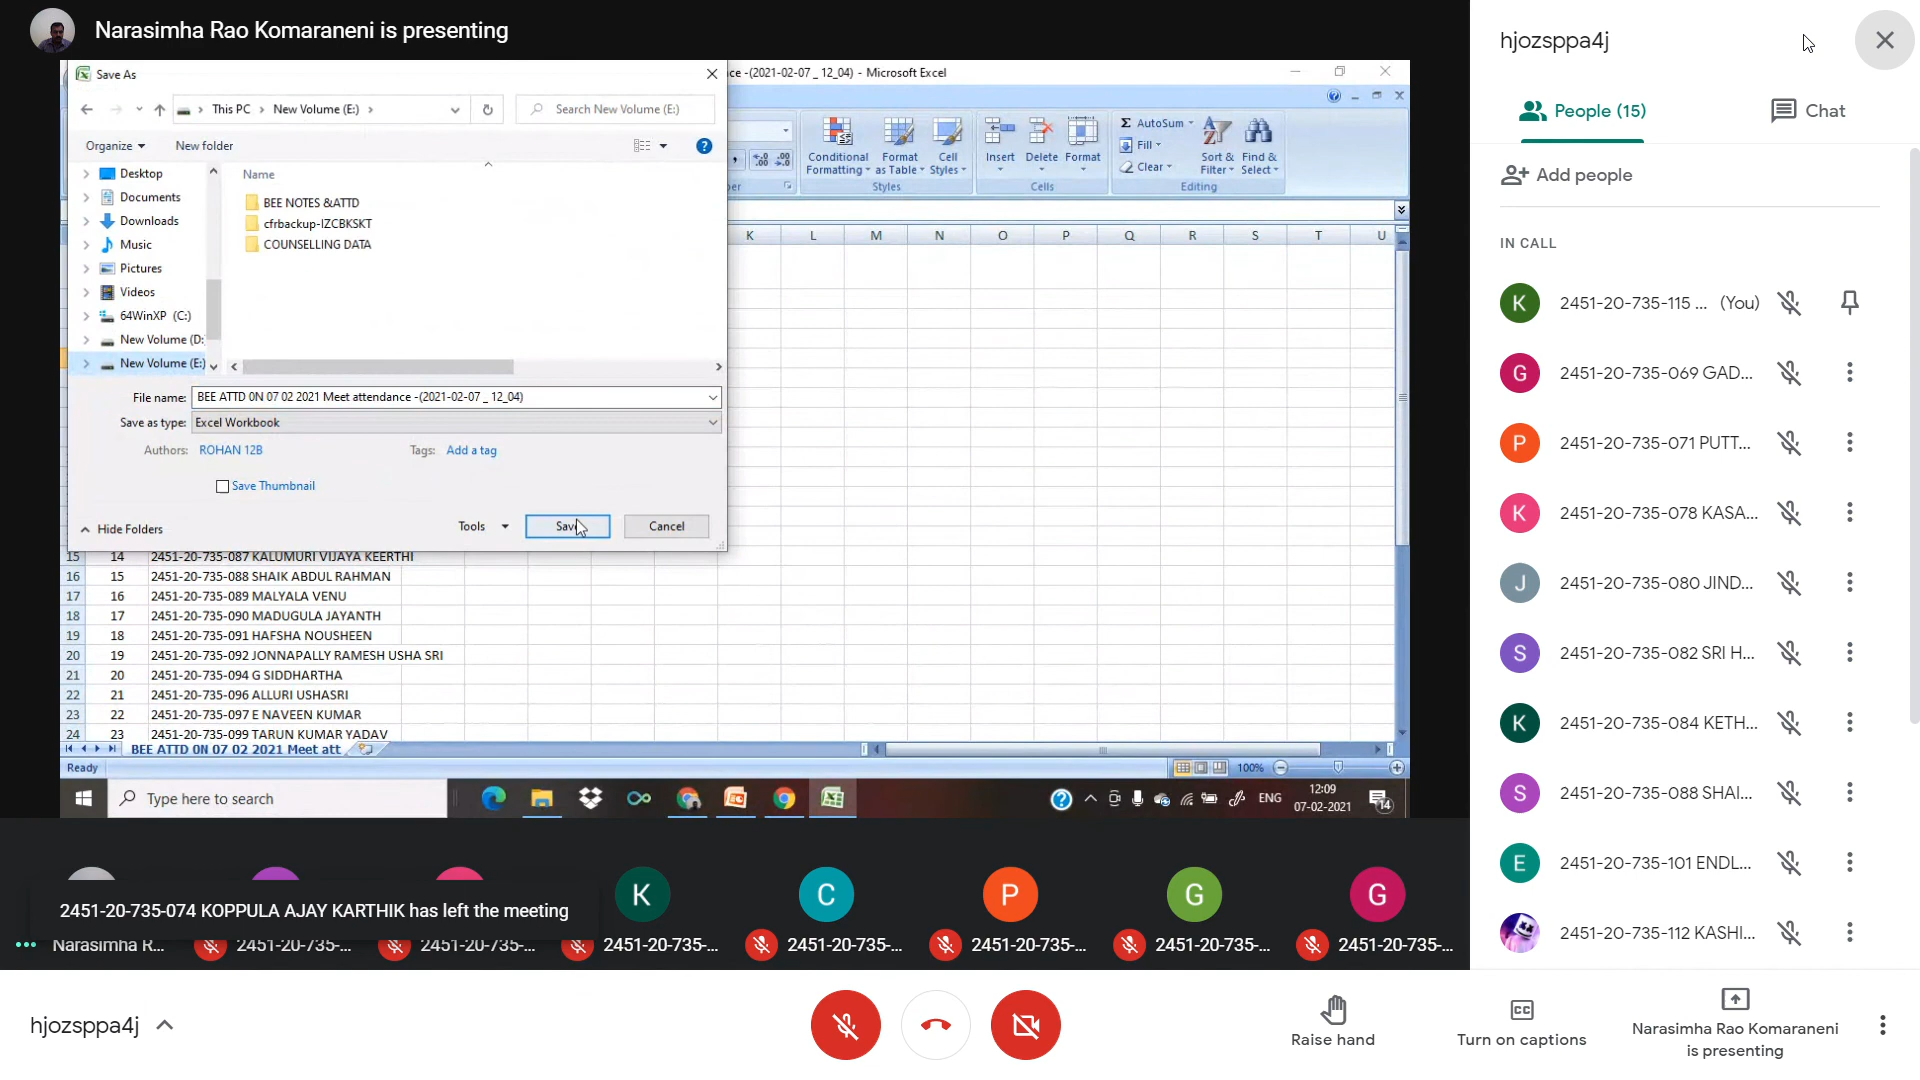 Narasimha Rao Komaraneni is presenting
Save As
ce -(2021-02-07 _ 12_04) - Microsoft Excel
This PC > New Volume (E:) >
Search New Volume (E:)
Organize
New folder
Name
Desktop
Documents
Downloads
Music
Pictures
Videos
64WinXP (C:)
New Volume (D:
New Volume (E:)
BEE NOTES &ATTD
cfrbackup-IZCBKSKT
COUNSELLING DATA
File name: BEE ATTD 0N 07 02 2021 Meet attendance -(2021-02-07 _ 12_04)
Save as type: Excel Workbook
Authors: ROHAN 12B
Tags: Add a tag
Save Thumbnail
Hide Folders
Tools
Save
Cancel
Conditional Formatting
Format as Table
Cell Styles
Insert
Delete
Format
Σ AutoSum
Fill
Clear
Sort & Filter
Find & Select
Styles
Cells
Editing
K L M N O P Q R S T U
15 14 2451-20-735-087 KALUMURI VIJAYA KEERTHI
16 15 2451-20-735-088 SHAIK ABDUL RAHMAN
17 16 2451-20-735-089 MALYALA VENU
18 17 2451-20-735-090 MADUGULA JAYANTH
19 18 2451-20-735-091 HAFSHA NOUSHEEN
20 19 2451-20-735-092 JONNAPALLY RAMESH USHA SRI
21 20 2451-20-735-094 G SIDDHARTHA
22 21 2451-20-735-096 ALLURI USHASRI
23 22 2451-20-735-097 E NAVEEN KUMAR
24 23 2451-20-735-099 TARUN KUMAR YADAV
BEE ATTD 0N 07 02 2021 Meet att
Ready
100%
Type here to search
ENG
12:09
07-02-2021
14
K
C
P
G
G
2451-20-735-074 KOPPULA AJAY KARTHIK has left the meeting
Narasimha R...
2451-20-735-...
2451-20-735-...
2451-20-735-...
2451-20-735-...
2451-20-735-...
2451-20-735-...
2451-20-735-...
hjozsppa4j
Raise hand
Turn on captions
Narasimha Rao Komaraneni
is presenting
hjozsppa4j
People (15)
Chat
Add people
IN CALL
K 2451-20-735-115 ... (You)
G 2451-20-735-069 GAD...
P 2451-20-735-071 PUTT...
K 2451-20-735-078 KASA...
J 2451-20-735-080 JIND...
S 2451-20-735-082 SRI H...
K 2451-20-735-084 KETH...
S 2451-20-735-088 SHAI...
E 2451-20-735-101 ENDL...
2451-20-735-112 KASHI...